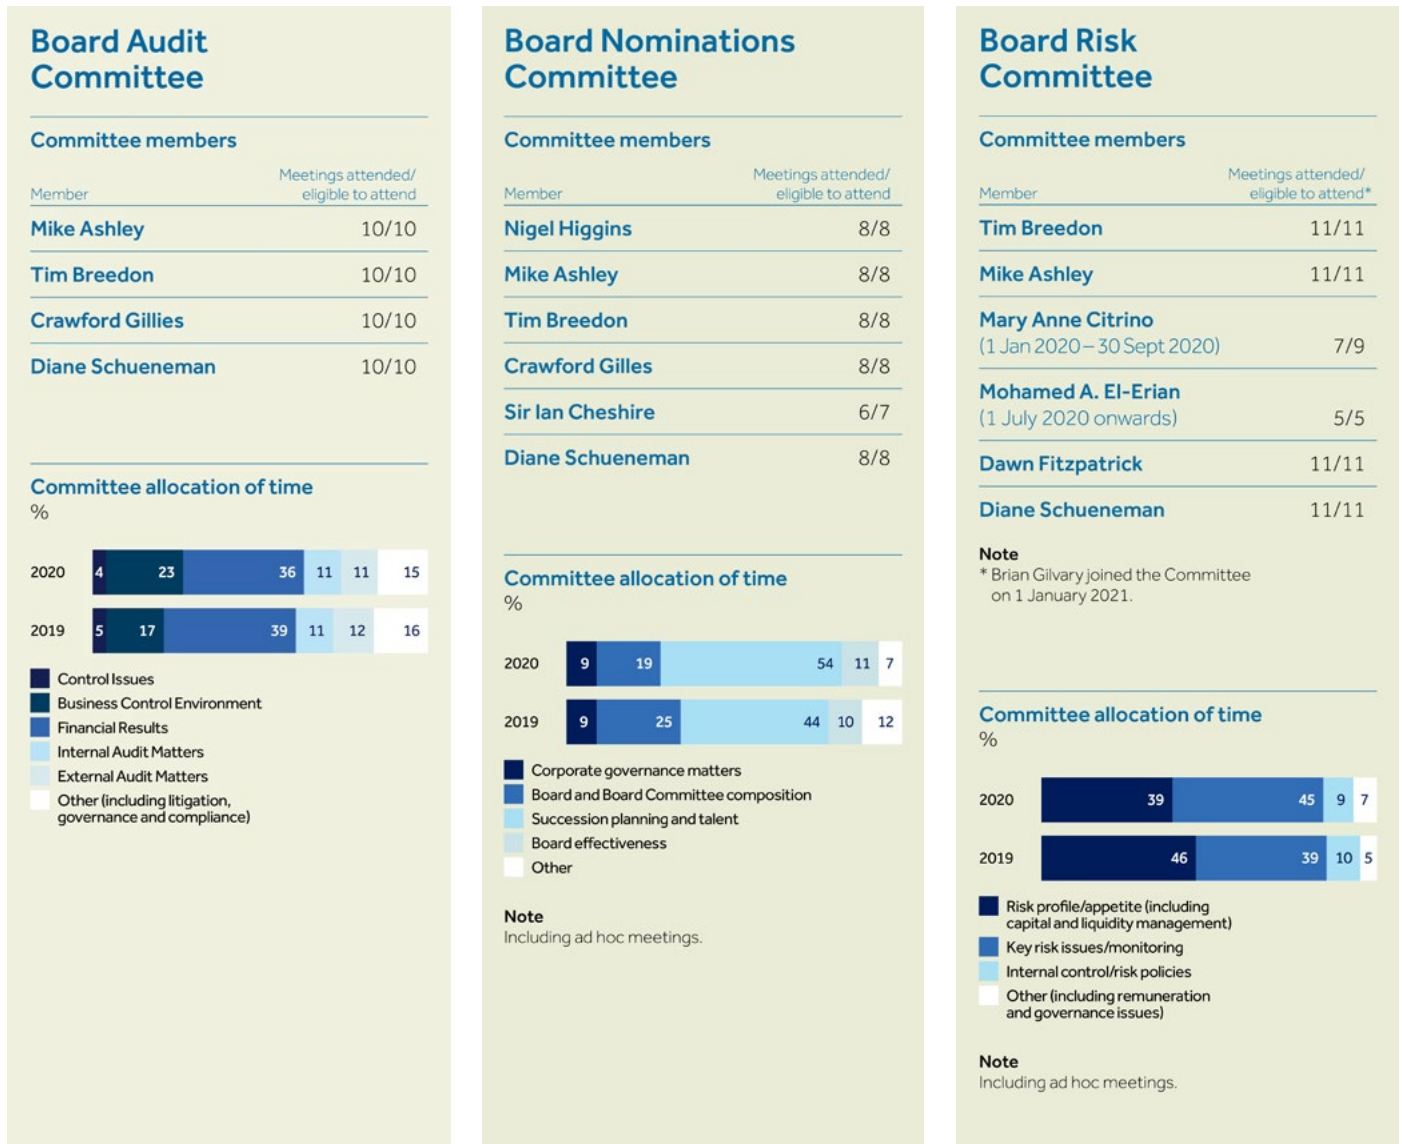 Board Audit
Committee
Committee members
Member
Meetings attended/
eligible to attend
Mike Ashley 10/10
Tim Breedon 10/10
Crawford Gillies 10/10
Diane Schueneman 10/10
Committee allocation of time
%
2020 4 23 36 11 11 15
2019 5 17 39 11 12 16
Control Issues
Business Control Environment
Financial Results
Internal Audit Matters
External Audit Matters
Other (including litigation,
governance and compliance)
Board Nominations
Committee
Committee members
Member
Meetings attended/
eligible to attend
Nigel Higgins 8/8
Mike Ashley 8/8
Tim Breedon 8/8
Crawford Gilles 8/8
Sir Ian Cheshire 6/7
Diane Schueneman 8/8
Committee allocation of time
%
2020 9 19 54 11 7
2019 9 25 44 10 12
Corporate governance matters
Board and Board Committee composition
Succession planning and talent
Board effectiveness
Other
Note
Including ad hoc meetings.
Board Risk
Committee
Committee members
Member
Meetings attended/
eligible to attend*
Tim Breedon 11/11
Mike Ashley 11/11
Mary Anne Citrino
(1 Jan 2020–30 Sept 2020) 7/9
Mohamed A. El-Erian
(1 July 2020 onwards) 5/5
Dawn Fitzpatrick 11/11
Diane Schueneman 11/11
Note
* Brian Gilvary joined the Committee
on 1 January 2021.
Committee allocation of time
%
2020 39 45 9 7
2019 46 39 10 5
Risk profile/appetite (including
capital and liquidity management)
Key risk issues/monitoring
Internal control/risk policies
Other (including remuneration
and governance issues)
Note
Including ad hoc meetings.